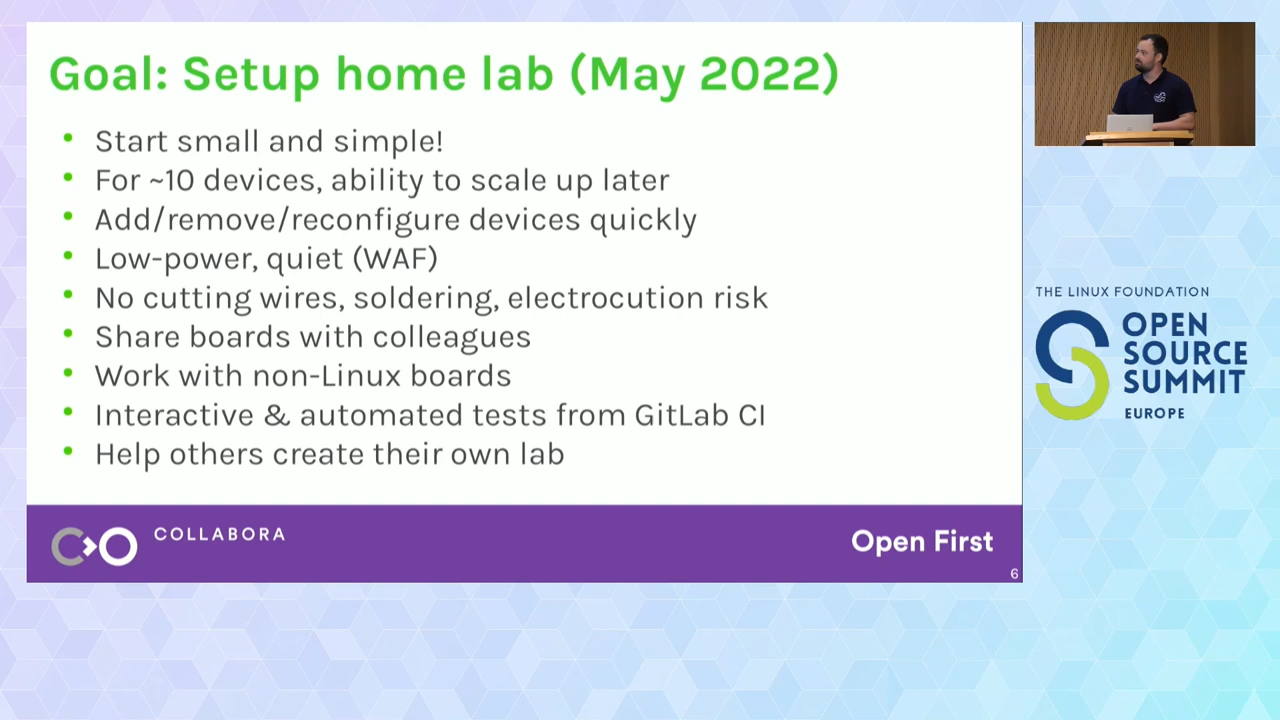 Goal: Setup home lab (May 2022)
Start small and simple!
For ~10 devices, ability to scale up later
Add/remove/reconfigure devices quickly
Low-power, quiet (WAF)
No cutting wires, soldering, electrocution risk
Share boards with colleagues
Work with non-Linux boards
Interactive & automated tests from GitLab CI
Help others create their own lab
COLLABORA
Open First
6
THE LINUX FOUNDATION
OPEN
SOURCE
SUMMIT
EUROPE